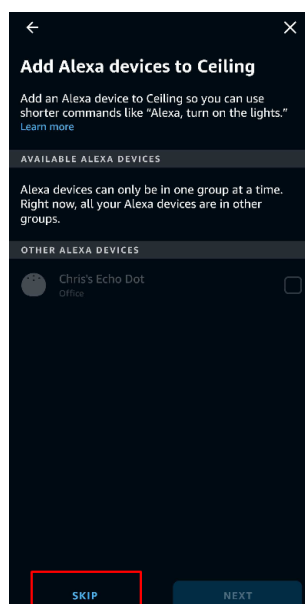 Add Alexa devices to Ceiling
Add an Alexa device to Ceiling so you can use
shorter commands like “Alexa, turn on the lights.”
Learn more
AVAILABLE ALEXA DEVICES
Alexa devices can only be in one group at a time.
Right now, all your Alexa devices are in other
groups.
OTHER ALEXA DEVICES
Chris's Echo Dot
Office
SKIP
NEXT